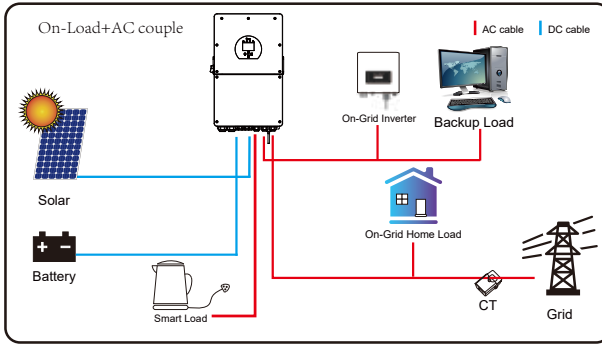 On-Load+AC couple
AC cable
DC cable
On-Grid Inverter
Backup Load
Solar
On-Grid Home Load
Battery
Smart Load
CT
Grid